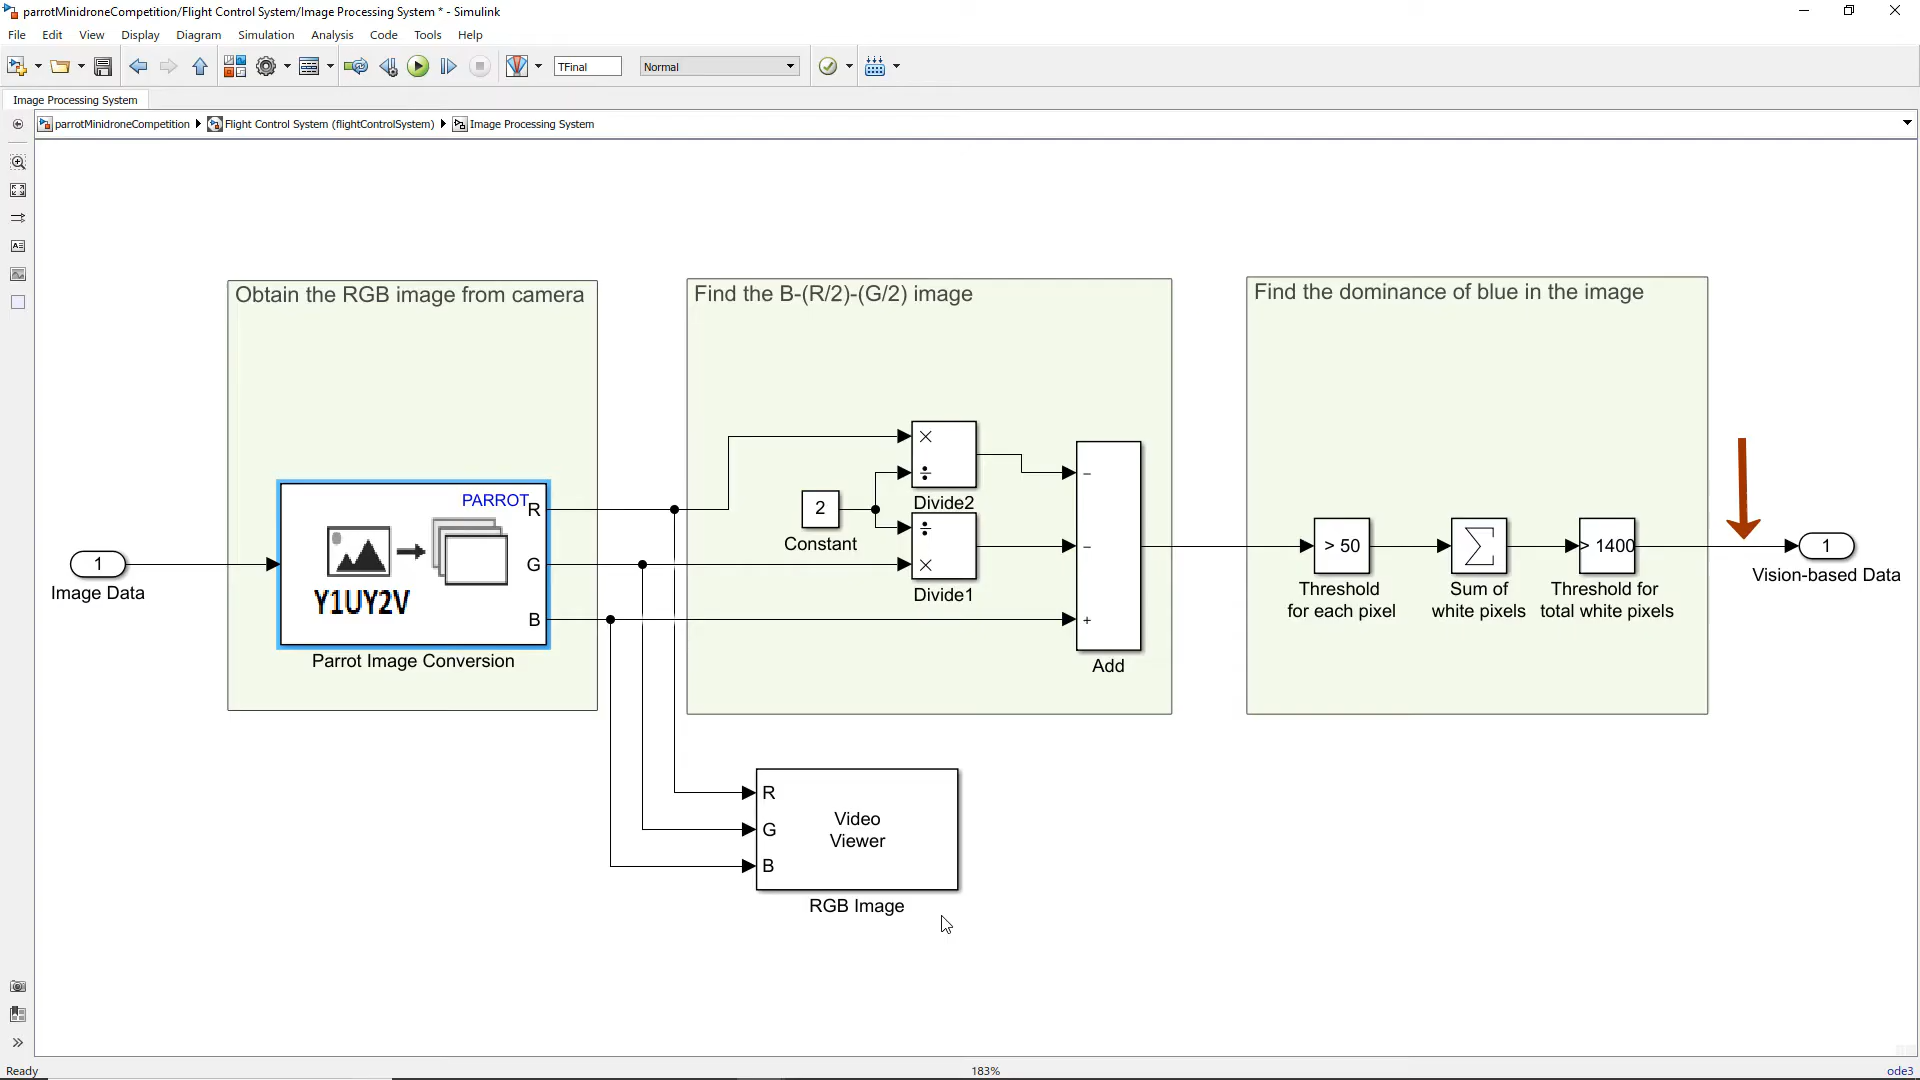 parrotMinidroneCompetition/Flight Control System/Image Processing System * - Simulink
File Edit View Display Diagram Simulation Analysis Code Tools Help
TFinal Normal
Image Processing System
parrotMinidroneCompetition Flight Control System (flightControlSystem) Image Processing System
Obtain the RGB image from camera
Find the B-(R/2)-(G/2) image
Find the dominance of blue in the image
PARROT
R
G
B
Y1UY2V
Parrot Image Conversion
1
Image Data
2
Constant
×
÷
Divide2
÷
×
Divide1
−
−
+
Add
> 50
Threshold
for each pixel
∑
Sum of
white pixels
> 1400
Threshold for
total white pixels
1
Vision-based Data
R
G
B
Video
Viewer
RGB Image
Ready 183% ode3